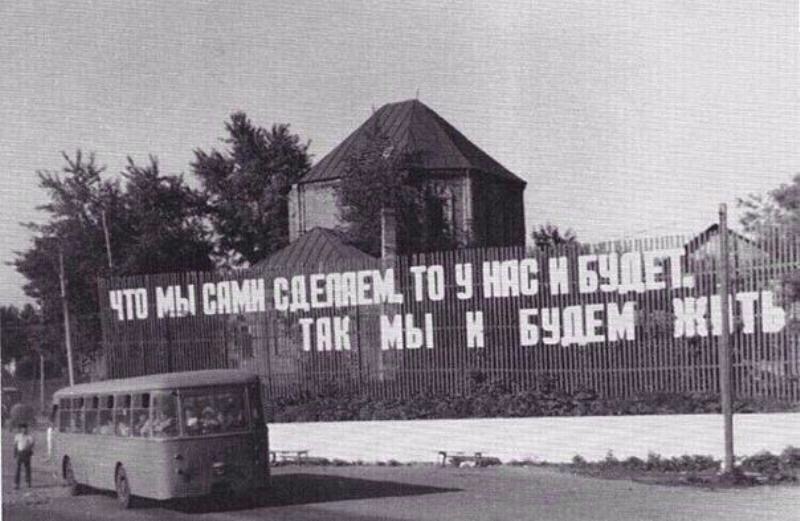 ЧТО МЫ САМИ СДЕЛАЕМ, ТО У НАС И БУДЕТ.
ТАК МЫ И БУДЕМ ЖИТЬ